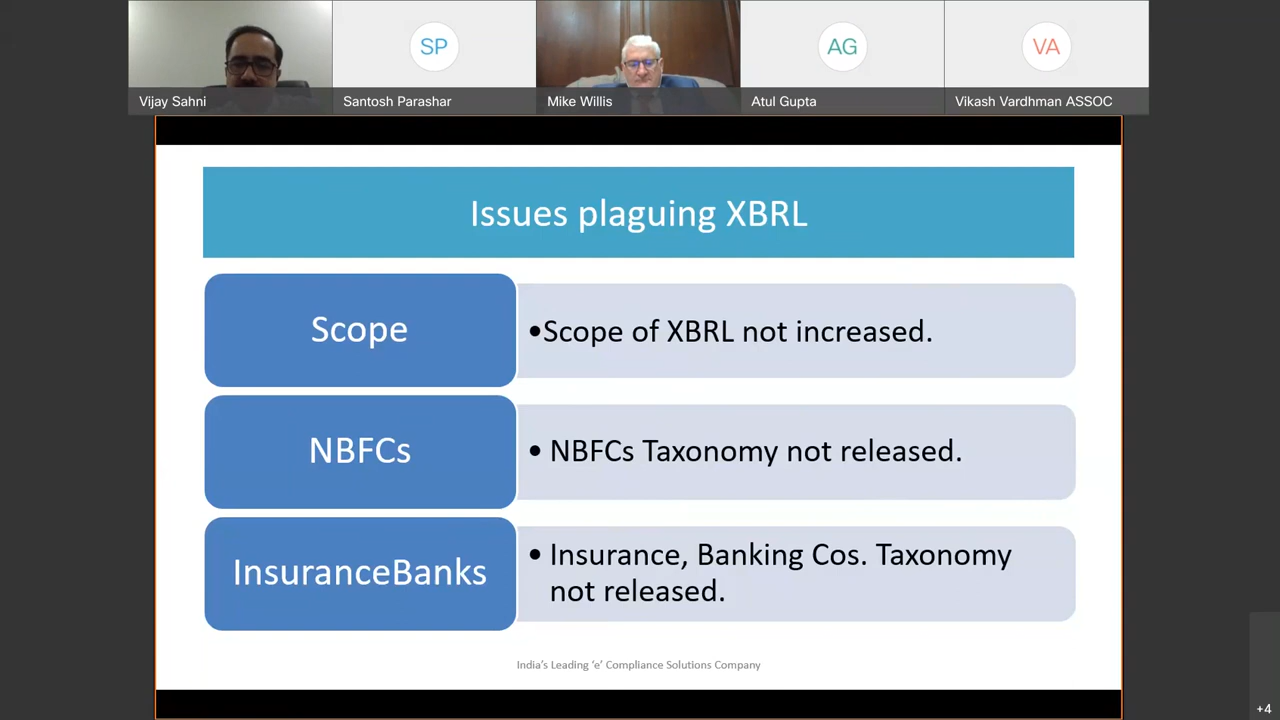 SP
AG
VA
Vijay Sahni
Santosh Parashar
Mike Willis
Atul Gupta
Vikash Vardhman ASSOC
Issues plaguing XBRL
Scope
•Scope of XBRL not increased.
NBFCs
• NBFCs Taxonomy not released.
InsuranceBanks
• Insurance, Banking Cos. Taxonomy
not released.
India's Leading 'e' Compliance Solutions Company
+4